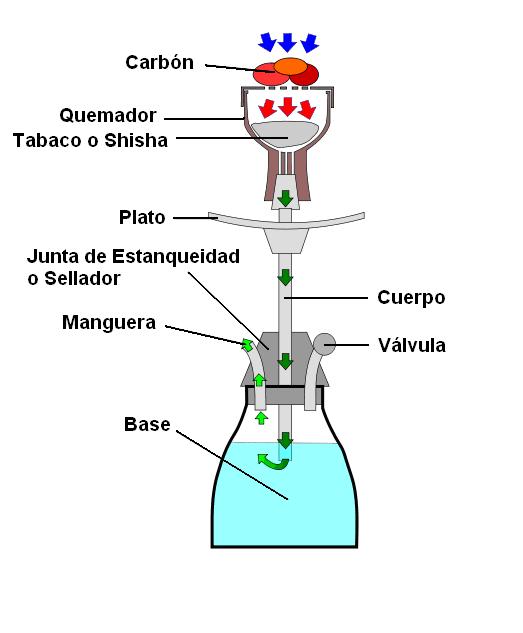 Carbón
Quemador
Tabaco o Shisha
Plato
Junta de Estanqueidad
o Sellador
Cuerpo
Manguera
Válvula
Base